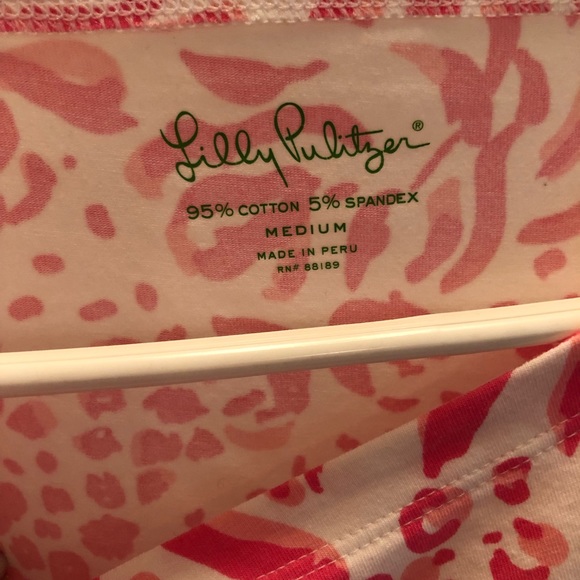 Lilly Pulitzer®
95% COTTON 5% SPANDEX
MEDIUM
MADE IN PERU
RN# 88189